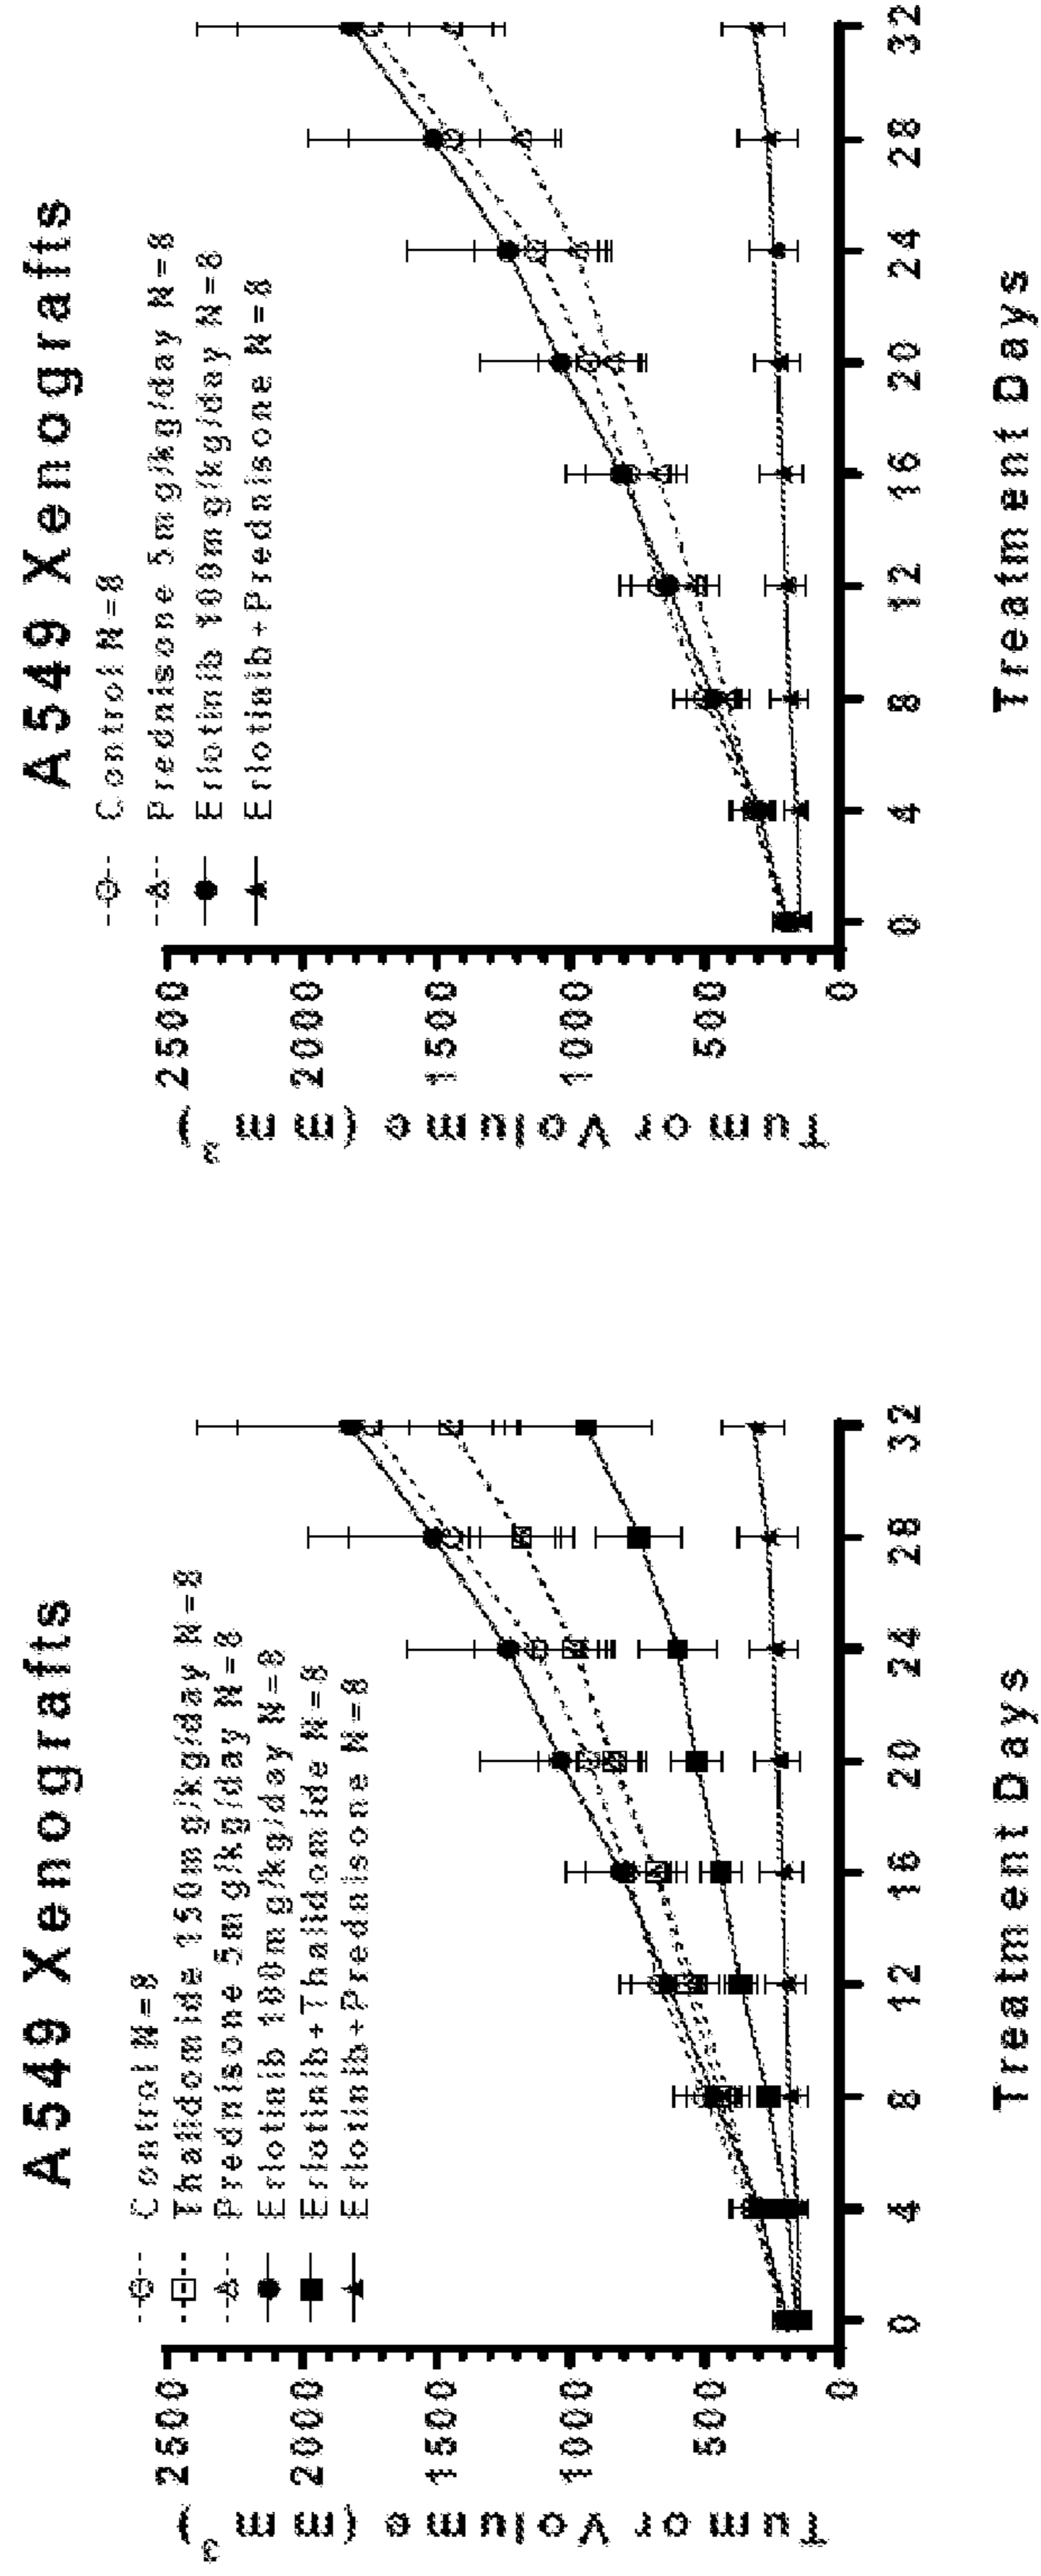 A549 Xenografts
Control N=8
Thalidomide 150mg/kg/day N=8
Prednisone 5mg/kg/day N=8
Erlotinib 100mg/kg/day N=8
Erlotinib+Thalidomide N=8
Erlotinib+Prednisone N=8
2500
2000
1500
1000
500
0
Tumor Volume (mm3)
0 4 8 12 16 20 24 28 32
Treatment Days
A549 Xenografts
Control N=8
Prednisone 5mg/kg/day N=8
Erlotinib 100mg/kg/day N=8
Erlotinib+Prednisone N=8
2500
2000
1500
1000
500
0
Tumor Volume (mm3)
0 4 8 12 16 20 24 28 32
Treatment Days